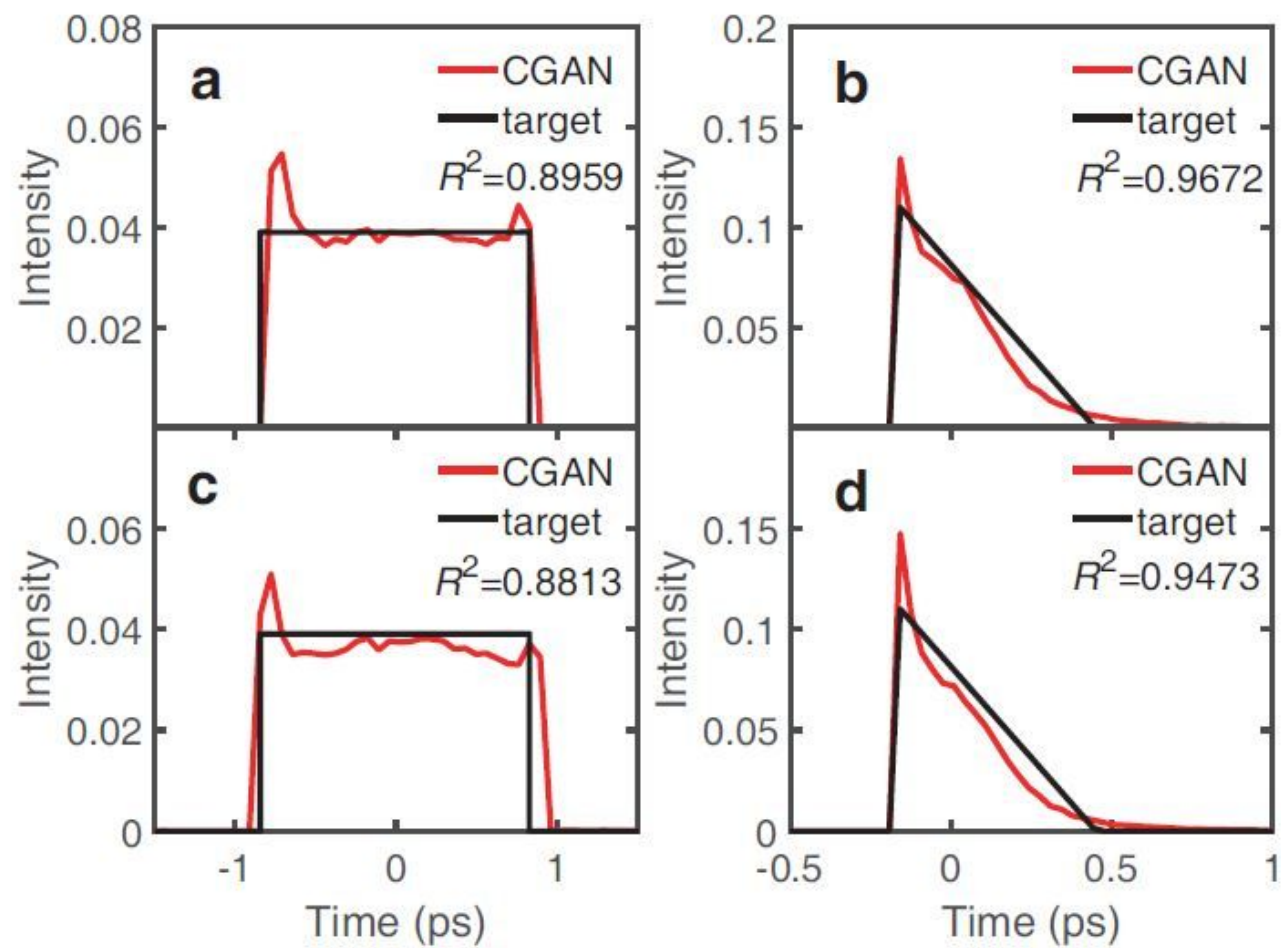 0.08
0.06
0.04
0.02
Intensity
a
CGAN
target
R²=0.8959
0.2
0.15
0.1
0.05
Intensity
b
CGAN
target
R²=0.9672
0.06
0.04
0.02
0
Intensity
c
CGAN
target
R²=0.8813
-1
0
1
Time (ps)
0.15
0.1
0.05
0
Intensity
d
CGAN
target
R²=0.9473
-0.5
0
0.5
1
Time (ps)